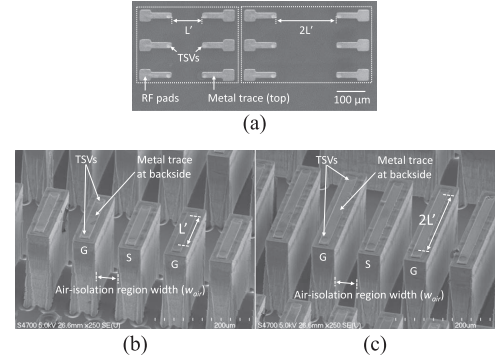 L'
2L'
TSVs
RF pads
Metal trace (top)
100 µm
(a)
TSVs
Metal trace
at backside
L'
G
S
G
Air-isolation region width (wair)
S4700 5.0kV 26.6mm x250 SE(U)
200um
(b)
TSVs
Metal trace
at backside
2L'
G
S
G
Air-isolation region width (wair)
S4700 5.0kV 26.6mm x250 SE(U)
200um
(c)